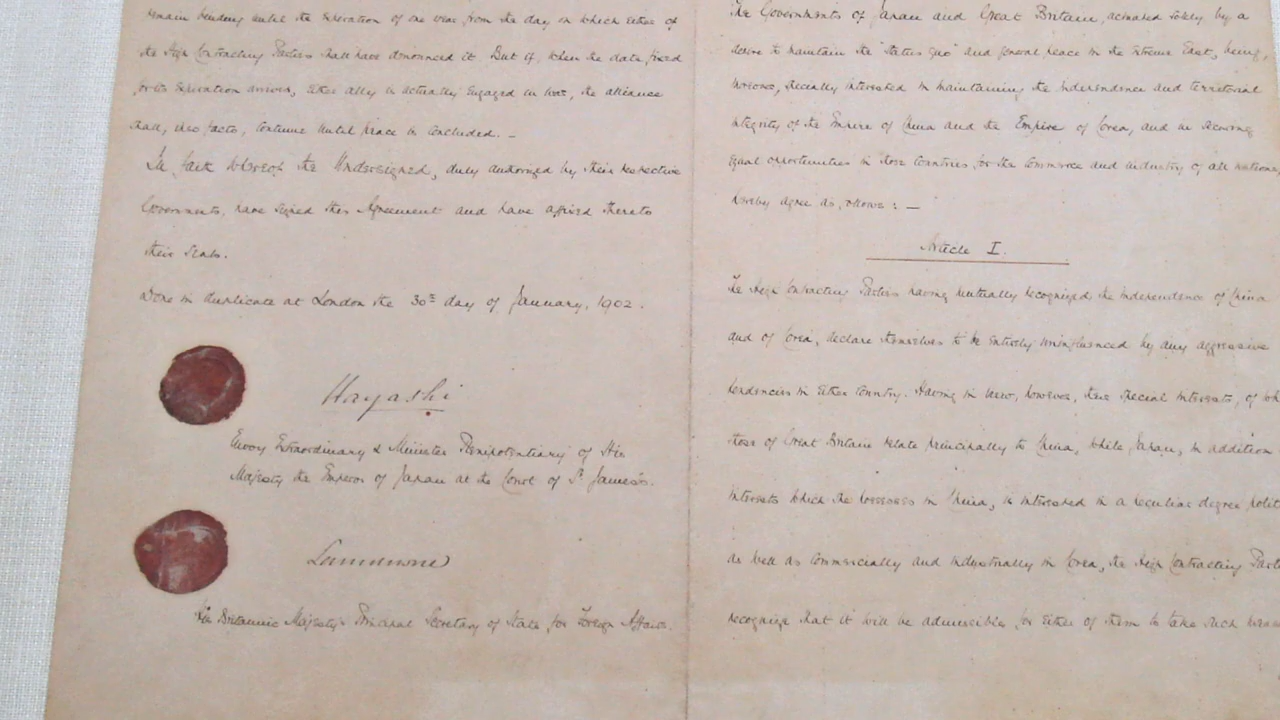 remain binding until the expiration of one year from the day on which either of
the High Contracting Parties shall have denounced it. But if, when the date fixed
for its expiration arrives, either ally is actually engaged in war, the alliance
shall, ipso facto, continue until peace is concluded. —
In faith whereof the Undersigned, duly authorized by their respective
Governments, have signed this Agreement and have affixed thereto
their Seals.
Done in duplicate at London the 30th day of January, 1902.
Hayashi
Envoy Extraordinary & Minister Plenipotentiary of His
Majesty the Emperor of Japan at the Court of St. James's.
Lansdowne
His Britannic Majesty's Principal Secretary of State for Foreign Affairs.
The Governments of Japan and Great Britain, actuated solely by a
desire to maintain the "status quo" and general peace in the Extreme East, being,
moreover, specially interested in maintaining the independence and territorial
integrity of the Empire of China and the Empire of Corea, and in securing
equal opportunities in those countries for the commerce and industry of all nations,
hereby agree as follows: —
Article I.
The High Contracting Parties having mutually recognized the independence of China
and of Corea, declare themselves to be entirely uninfluenced by any aggressive
tendencies in either country. Having in view, however, their special interests, of wh
those of Great Britain relate principally to China, while Japan, in addition
interests which she possesses in China, is interested in a peculiar degree polit
as well as commercially and industrially in Corea, the High Contracting Parti
recognize that it will be admissible for either of them to take such